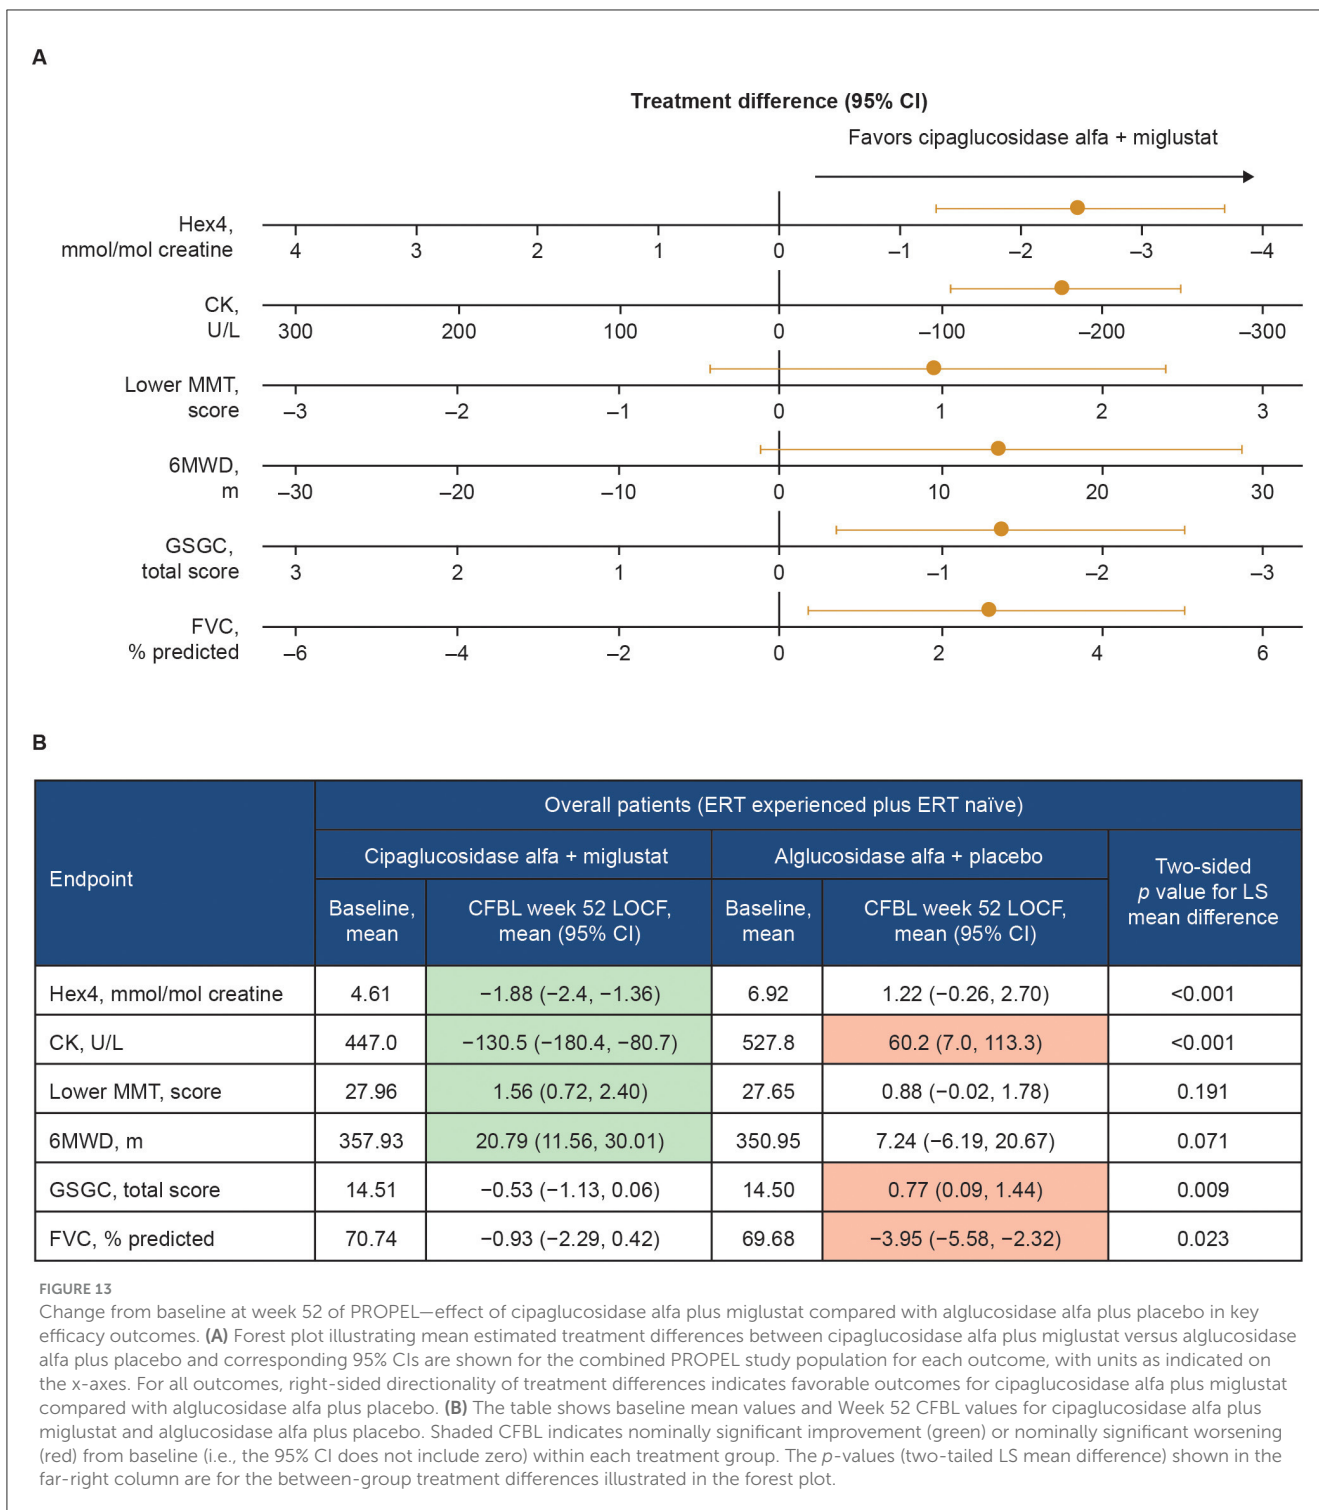 A
Treatment difference (95% CI)
Favors cipaglucosidase alfa + miglustat
Hex4,
mmol/mol creatine
4 3 2 1 0 –1 –2 –3 –4
CK,
U/L
300 200 100 0 –100 –200 –300
Lower MMT,
score
–3 –2 –1 0 1 2 3
6MWD,
m
–30 –20 –10 0 10 20 30
GSGC,
total score
3 2 1 0 –1 –2 –3
FVC,
% predicted
–6 –4 –2 0 2 4 6
B
Endpoint
Overall patients (ERT experienced plus ERT naïve)
Cipaglucosidase alfa + miglustat
Alglucosidase alfa + placebo
Two-sided
p value for LS
mean difference
Baseline,
mean
CFBL week 52 LOCF,
mean (95% CI)
Baseline,
mean
CFBL week 52 LOCF,
mean (95% CI)
Hex4, mmol/mol creatine 4.61 −1.88 (−2.4, −1.36) 6.92 1.22 (−0.26, 2.70) <0.001
CK, U/L 447.0 −130.5 (−180.4, −80.7) 527.8 60.2 (7.0, 113.3) <0.001
Lower MMT, score 27.96 1.56 (0.72, 2.40) 27.65 0.88 (−0.02, 1.78) 0.191
6MWD, m 357.93 20.79 (11.56, 30.01) 350.95 7.24 (−6.19, 20.67) 0.071
GSGC, total score 14.51 −0.53 (−1.13, 0.06) 14.50 0.77 (0.09, 1.44) 0.009
FVC, % predicted 70.74 −0.93 (−2.29, 0.42) 69.68 −3.95 (−5.58, −2.32) 0.023
FIGURE 13
Change from baseline at week 52 of PROPEL—effect of cipaglucosidase alfa plus miglustat compared with alglucosidase alfa plus placebo in key
efficacy outcomes. (A) Forest plot illustrating mean estimated treatment differences between cipaglucosidase alfa plus miglustat versus alglucosidase
alfa plus placebo and corresponding 95% CIs are shown for the combined PROPEL study population for each outcome, with units as indicated on
the x-axes. For all outcomes, right-sided directionality of treatment differences indicates favorable outcomes for cipaglucosidase alfa plus miglustat
compared with alglucosidase alfa plus placebo. (B) The table shows baseline mean values and Week 52 CFBL values for cipaglucosidase alfa plus
miglustat and alglucosidase alfa plus placebo. Shaded CFBL indicates nominally significant improvement (green) or nominally significant worsening
(red) from baseline (i.e., the 95% CI does not include zero) within each treatment group. The p-values (two-tailed LS mean difference) shown in the
far-right column are for the between-group treatment differences illustrated in the forest plot.